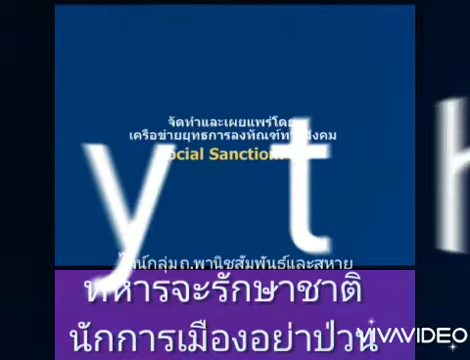 จัดทำและเผยแพร่โดย
เครือข่ายยุทธการลงทัณฑ์ทางสังคม
Social Sanction
y t h
กลุ่มถ.พานิชสัมพันธ์และสหาย
ทหารจะรักษาชาติ
นักการเมืองอย่าป่วน
VIVAVIDEO